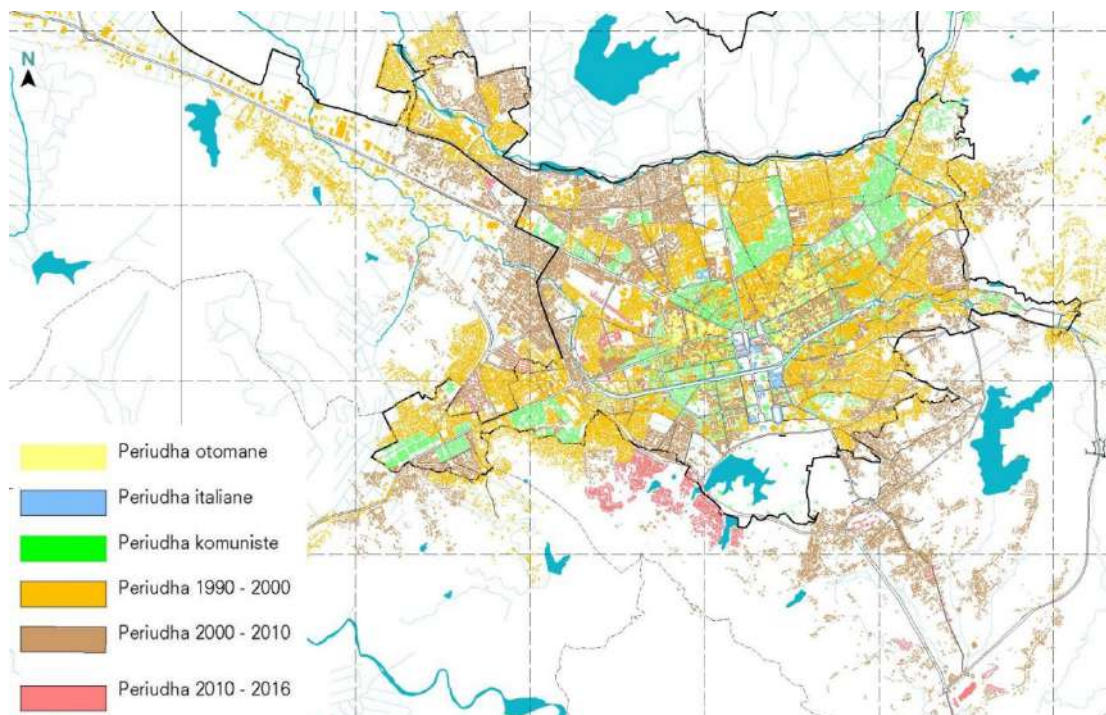 N
Periudha otomane
Periudha italiane
Periudha komuniste
Periudha 1990 - 2000
Periudha 2000 - 2010
Periudha 2010 - 2016